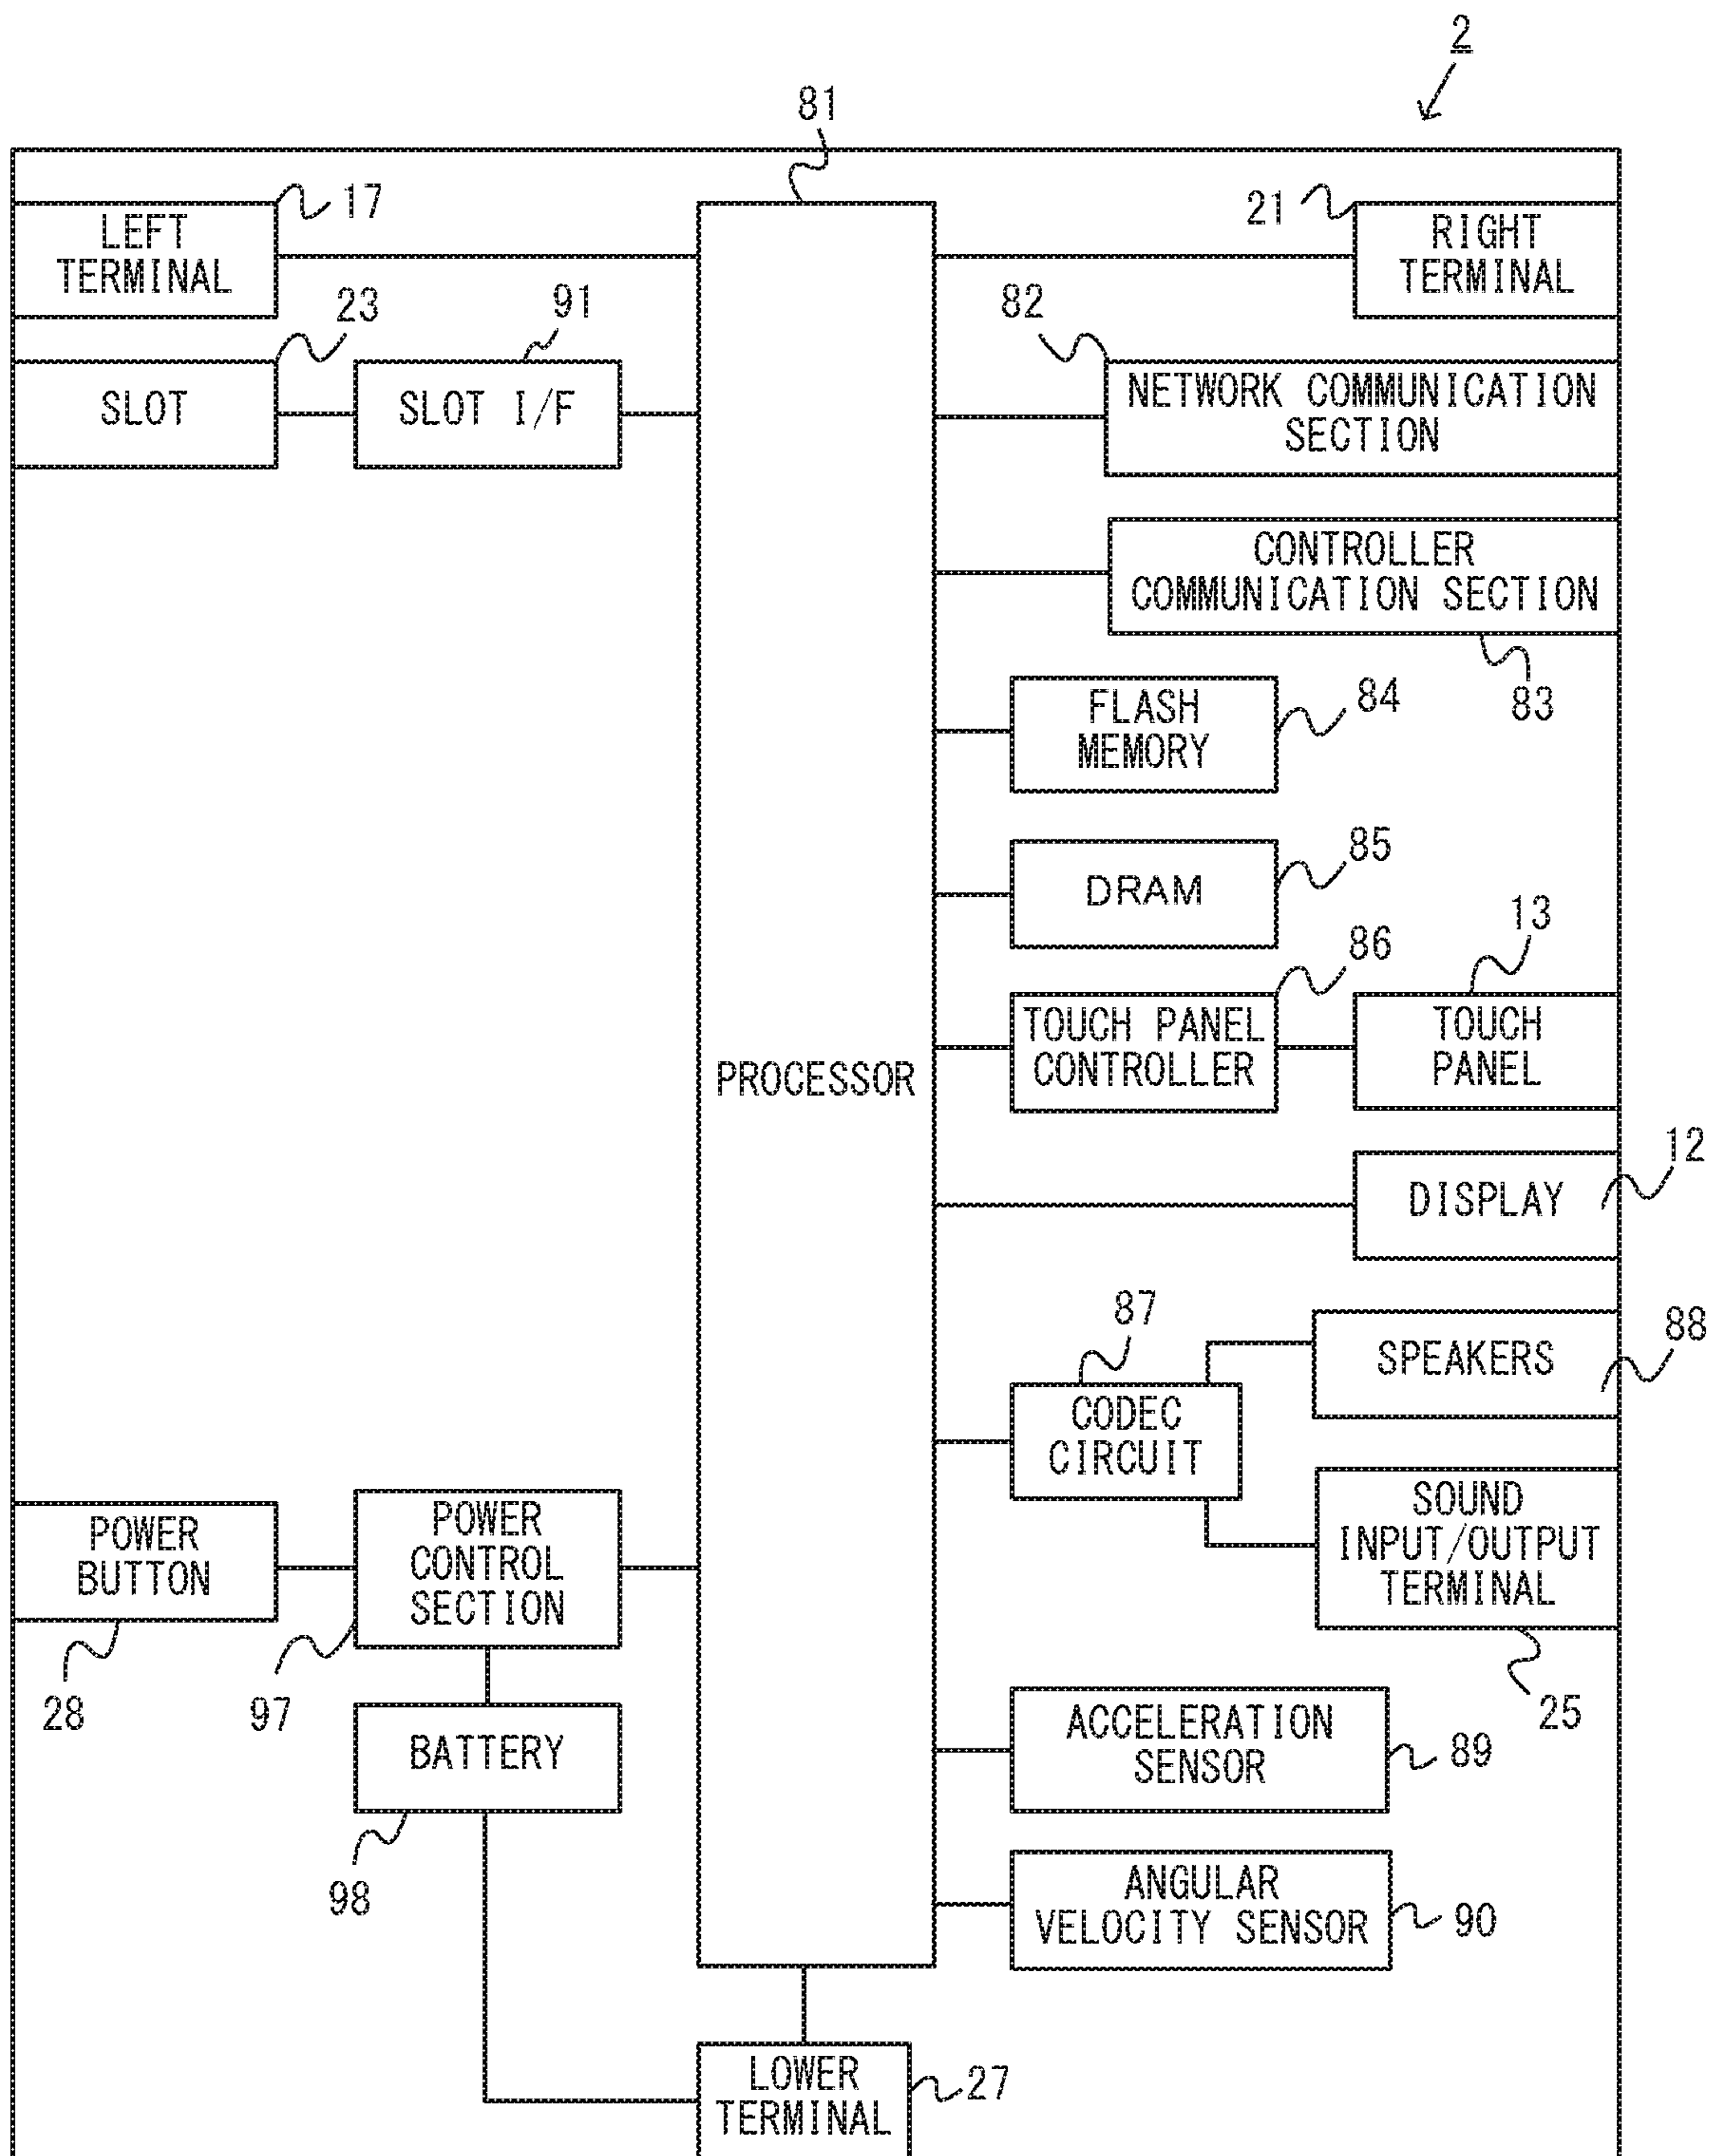 2
81
17
LEFT
TERMINAL
21
RIGHT
TERMINAL
23
91
82
SLOT
SLOT I/F
NETWORK COMMUNICATION
SECTION
CONTROLLER
COMMUNICATION SECTION
83
FLASH
MEMORY
84
DRAM
85
13
86
TOUCH PANEL
CONTROLLER
TOUCH
PANEL
PROCESSOR
12
DISPLAY
87
88
SPEAKERS
CODEC
CIRCUIT
SOUND
INPUT/OUTPUT
TERMINAL
25
POWER
BUTTON
28
POWER
CONTROL
SECTION
97
BATTERY
98
ACCELERATION
SENSOR
89
ANGULAR
VELOCITY SENSOR
90
LOWER
TERMINAL
27